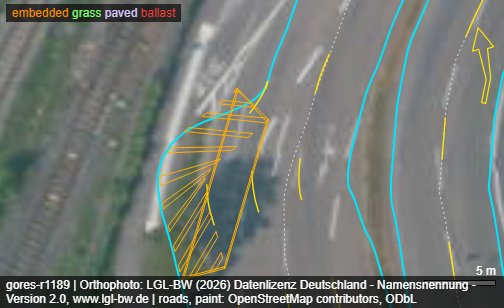 embedded grass paved ballast
5 m
gores-r1189 | Orthophoto: LGL-BW (2026) Datenlizenz Deutschland - Namensnennung -
Version 2.0, www.lgl-bw.de | roads, paint: OpenStreetMap contributors, ODbL